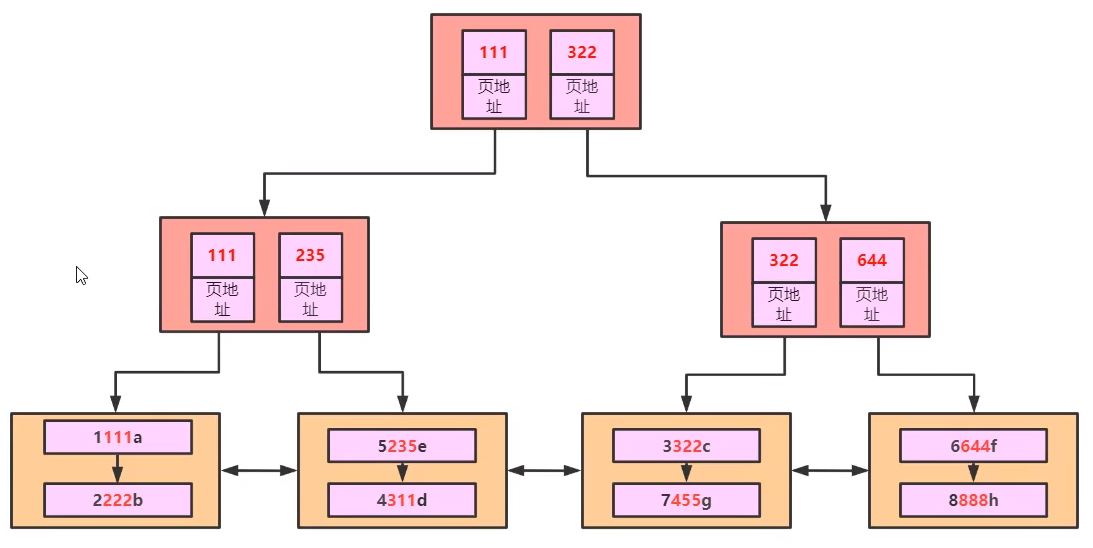 111 322
页地 页地
址 址
111 235 322 644
页地 页地 页地 页地
址 址 址 址
1111a 5235e 3322c 6644f
2222b 4311d 7455g 8888h